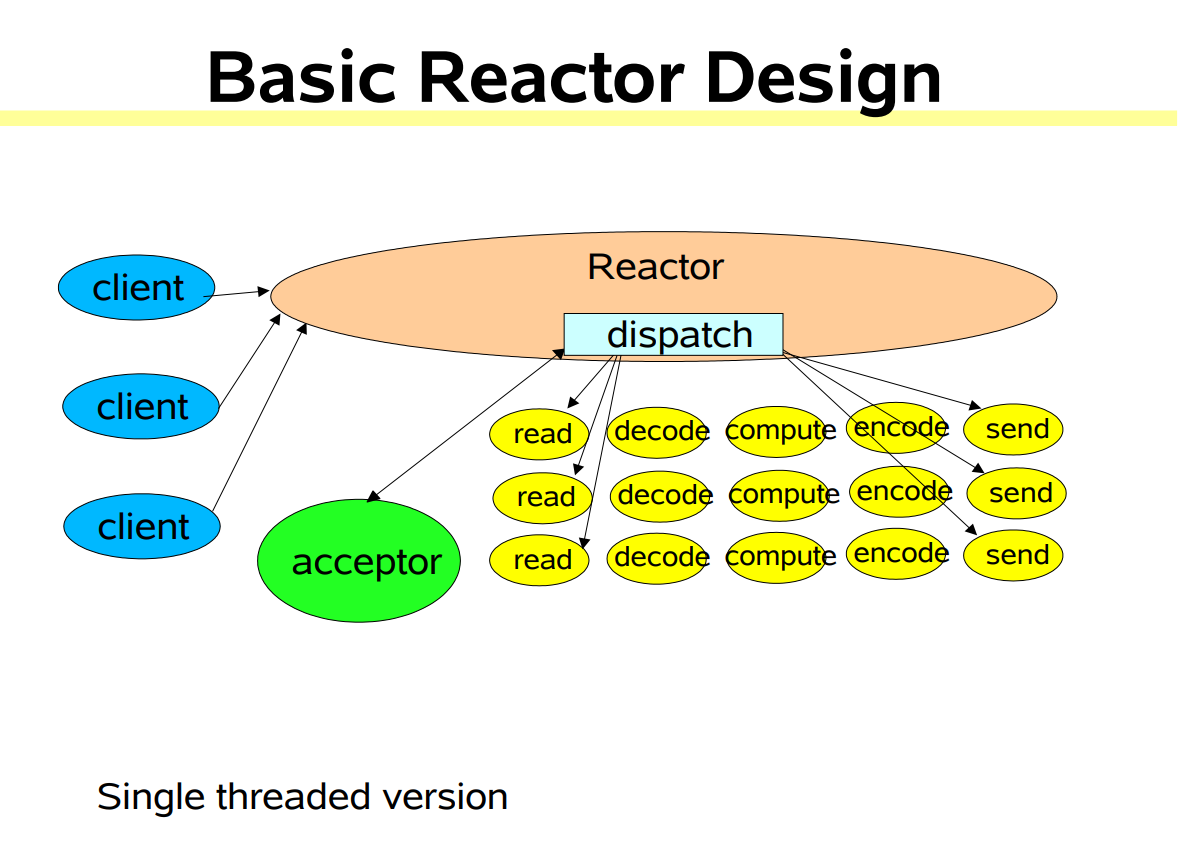 Basic Reactor Design
Reactor
client
dispatch
client
read decode compute encode send
read decode compute encode send
client
acceptor
read decode compute encode send
Single threaded version